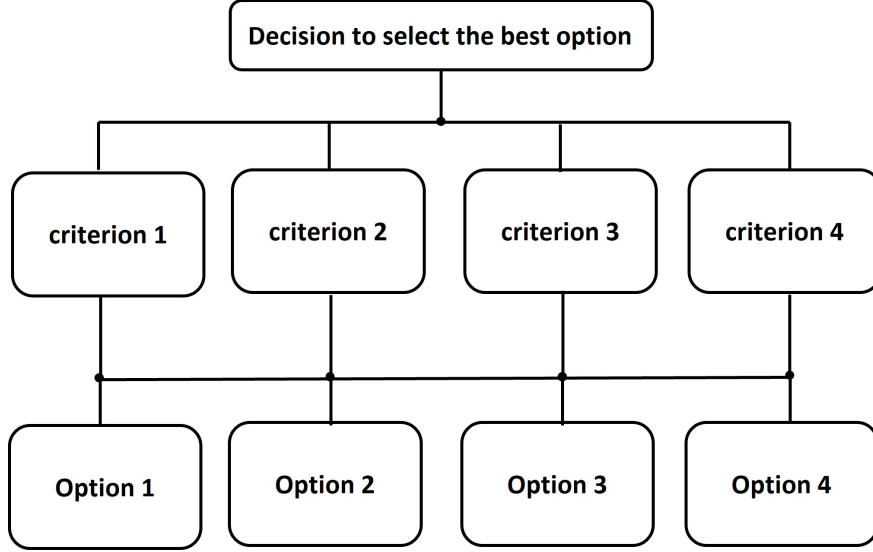 Decision to select the best option
criterion 1
criterion 2
criterion 3
criterion 4
Option 1
Option 2
Option 3
Option 4